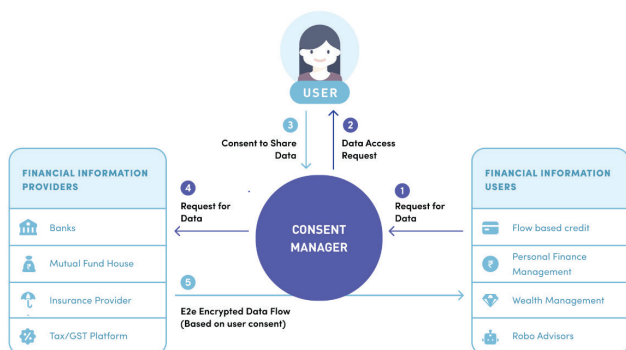 USER
3
2
Consent to Share
Data
Data Access
Request
FINANCIAL INFORMATION
PROVIDERS
Banks
Mutual Fund House
Insurance Provider
Tax/GST Platform
4
Request for
Data
CONSENT
MANAGER
1
Request for
Data
5
E2e Encrypted Data Flow
(Based on user consent)
FINANCIAL INFORMATION
USERS
Flow based credit
₹
Personal Finance
Management
Wealth Management
Robo Advisors